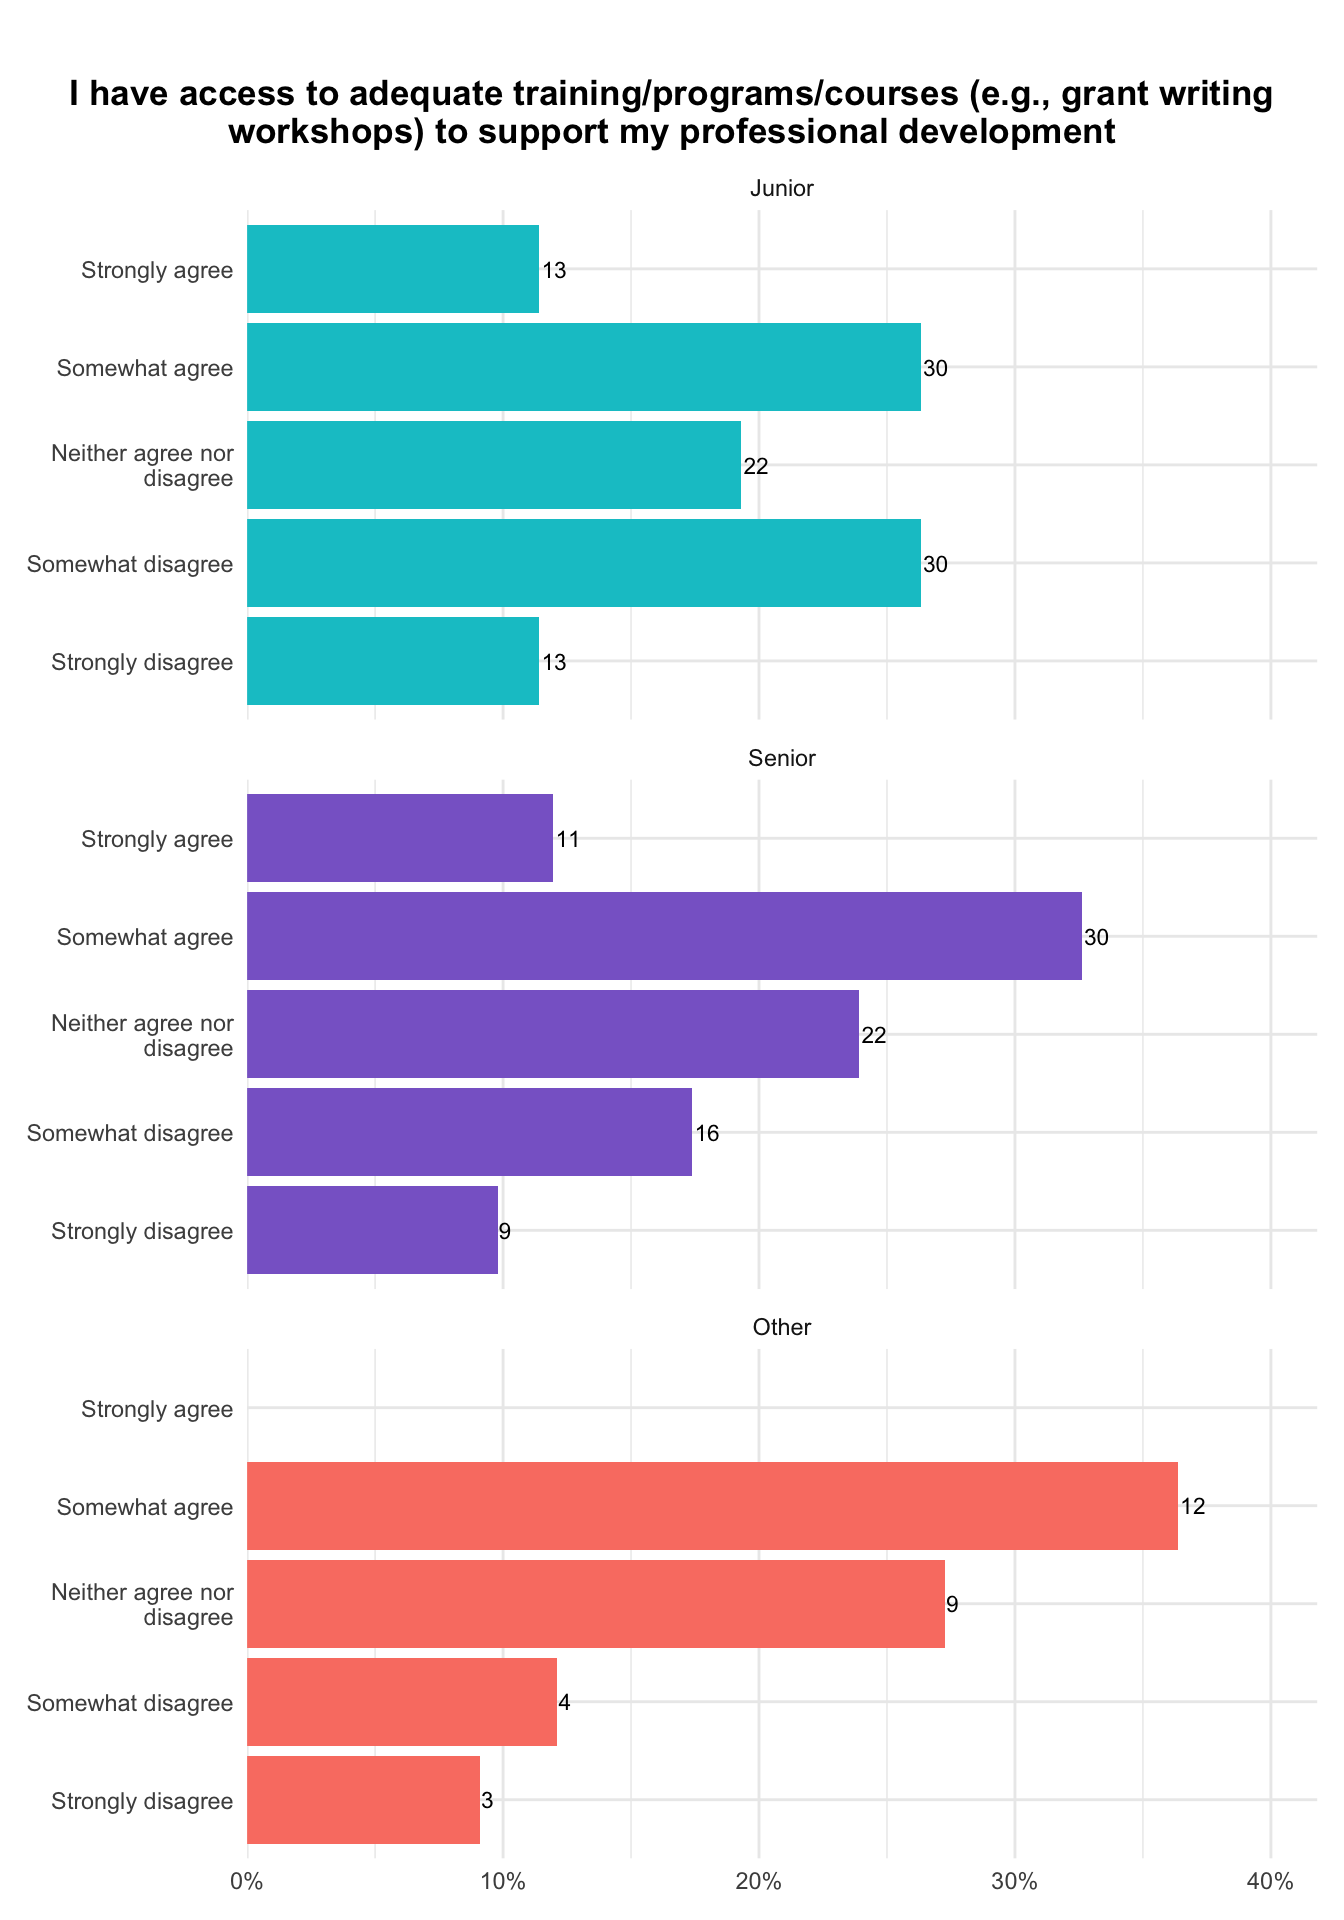 I have access to adequate training/programs/courses (e.g., grant writing
workshops) to support my professional development
Junior
Strongly agree
13
Somewhat agree
30
Neither agree nor
disagree
22
Somewhat disagree
30
Strongly disagree
13
Senior
Strongly agree
11
Somewhat agree
30
Neither agree nor
disagree
22
Somewhat disagree
16
Strongly disagree
9
Other
Strongly agree
Somewhat agree
12
Neither agree nor
disagree
9
Somewhat disagree
4
Strongly disagree
3
0% 10% 20% 30% 40%